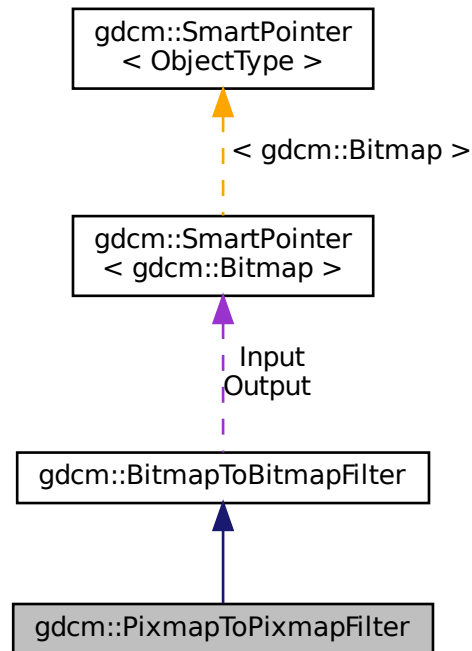 gdcm::SmartPointer
< ObjectType >
< gdcm::Bitmap >
gdcm::SmartPointer
< gdcm::Bitmap >
Input
Output
gdcm::BitmapToBitmapFilter
gdcm::PixmapToPixmapFilter